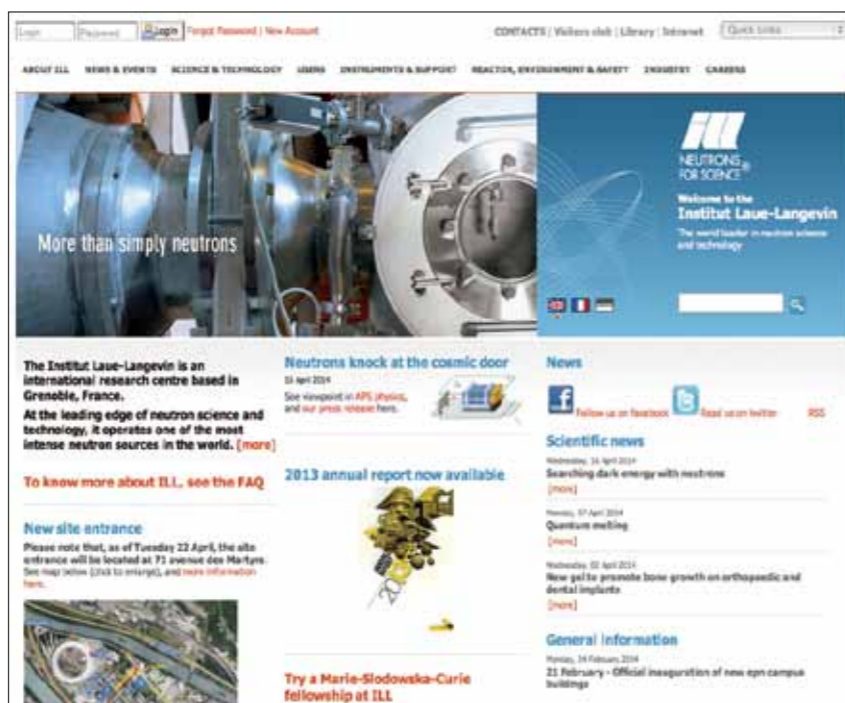 Login
Password
Login
Forgot Password | New Account
CONTACTS | Visitors club | Library | Intranet
Quick Links
ABOUT ILL
NEWS & EVENTS
SCIENCE & TECHNOLOGY
USERS
INSTRUMENTS & SUPPORT
REACTOR, ENVIRONMENT & SAFETY
INDUSTRY
CAREERS
More than simply neutrons
NEUTRONS
FOR SCIENCE®
Welcome to the
Institut Laue-Langevin
The world leader in neutron science
and technology
The Institut Laue-Langevin is an
international research centre based in
Grenoble, France.
At the leading edge of neutron science and
technology, it operates one of the most
intense neutron sources in the world. [more]
To know more about ILL, see the FAQ
New site entrance
Please note that, as of Tuesday 22 April, the site
entrance will be located at 71 avenue des Martyrs.
See map below (click to enlarge), and more information
here.
Neutrons knock at the cosmic door
April 2014
See viewpoint in APS physics,
and our press release here.
2013 annual report now available
Try a Marie-Slodowska-Curie
fellowship at ILL
News
Follow us on facebook
Read us on twitter
RSS
Scientific news
Wednesday, 16 April 2014
Searching dark energy with neutrons
[more]
Monday, 07 April 2014
Quantum melting
[more]
Wednesday, 02 April 2014
New gel to promote bone growth on orthopaedic and
dental implants
[more]
General information
Monday, 24 February 2014
21 February - Official inauguration of new epn campus
buildings